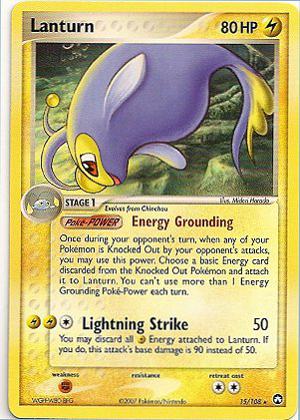 Lanturn 80 HP
Illus. Midori Harada
STAGE 1 Evolves from Chinchou
Poké-POWER Energy Grounding
Once during your opponent's turn, when any of your
Pokémon is Knocked Out by your opponent's attacks,
you may use this power. Choose a basic Energy card
discarded from the Knocked Out Pokémon and attach
it to Lanturn. You can't use more than 1 Energy
Grounding Poké-Power each turn.
Lightning Strike 50
You may discard all Energy attached to Lanturn. If
you do, this attack's base damage is 90 instead of 50.
weakness resistance retreat cost
©2007 Pokémon/Nintendo 15/108 ★